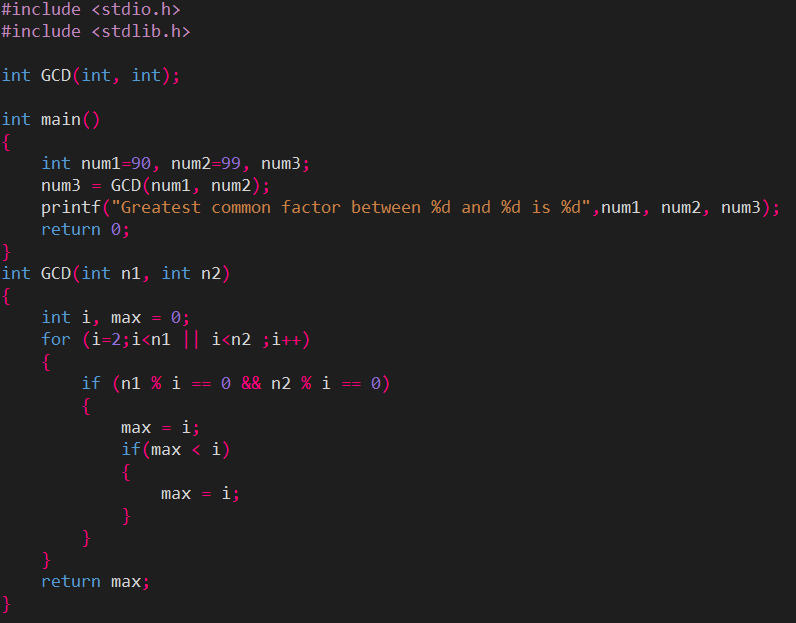 #include <stdio.h>
#include <stdlib.h>

int GCD(int, int);

int main()
{
    int num1=90, num2=99, num3;
    num3 = GCD(num1, num2);
    printf("Greatest common factor between %d and %d is %d",num1, num2, num3);
    return 0;
}
int GCD(int n1, int n2)
{
    int i, max = 0;
    for (i=2;i<n1 || i<n2 ;i++)
    {
        if (n1 % i == 0 && n2 % i == 0)
        {
            max = i;
            if(max < i)
            {
                max = i;
            }
        }
    }
    return max;
}